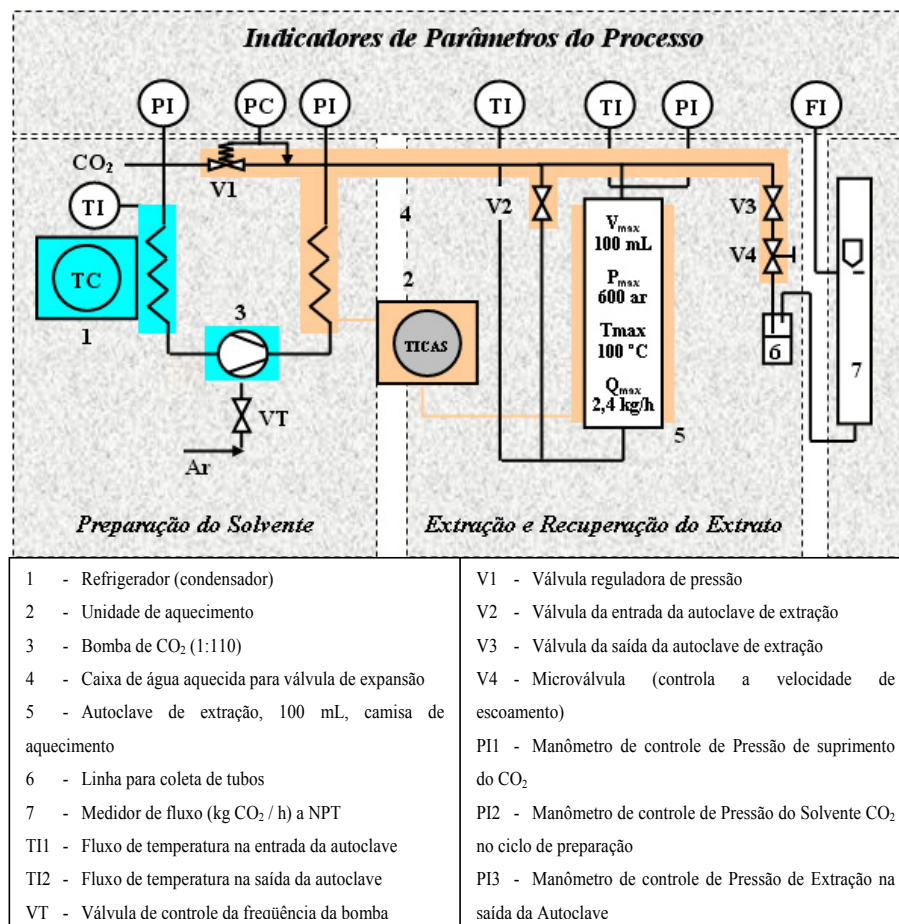 Indicadores de Parâmetros do Processo
PI
PC
PI
TI
TI
PI
FI
CO₂
V1
TI
TC
1
3
VT
Ar
4
2
TICAS
V2
Vmax
100 mL
Pmax
600 ar
Tmax
100 °C
Qmax
2,4 kg/h
5
V3
V4
6
7
Preparação do Solvente
Extração e Recuperação do Extrato
1 - Refrigerador (condensador)
2 - Unidade de aquecimento
3 - Bomba de CO₂ (1:110)
4 - Caixa de água aquecida para válvula de expansão
5 - Autoclave de extração, 100 mL, camisa de
aquecimento
6 - Linha para coleta de tubos
7 - Medidor de fluxo (kg CO₂ / h) a NPT
TI1 - Fluxo de temperatura na entrada da autoclave
TI2 - Fluxo de temperatura na saída da autoclave
VT - Válvula de controle da freqüência da bomba
V1 - Válvula reguladora de pressão
V2 - Válvula da entrada da autoclave de extração
V3 - Válvula da saída da autoclave de extração
V4 - Microválvula (controla a velocidade de
escoamento)
PI1 - Manômetro de controle de Pressão de suprimento
do CO₂
PI2 - Manômetro de controle de Pressão do Solvente CO₂
no ciclo de preparação
PI3 - Manômetro de controle de Pressão de Extração na
saída da Autoclave